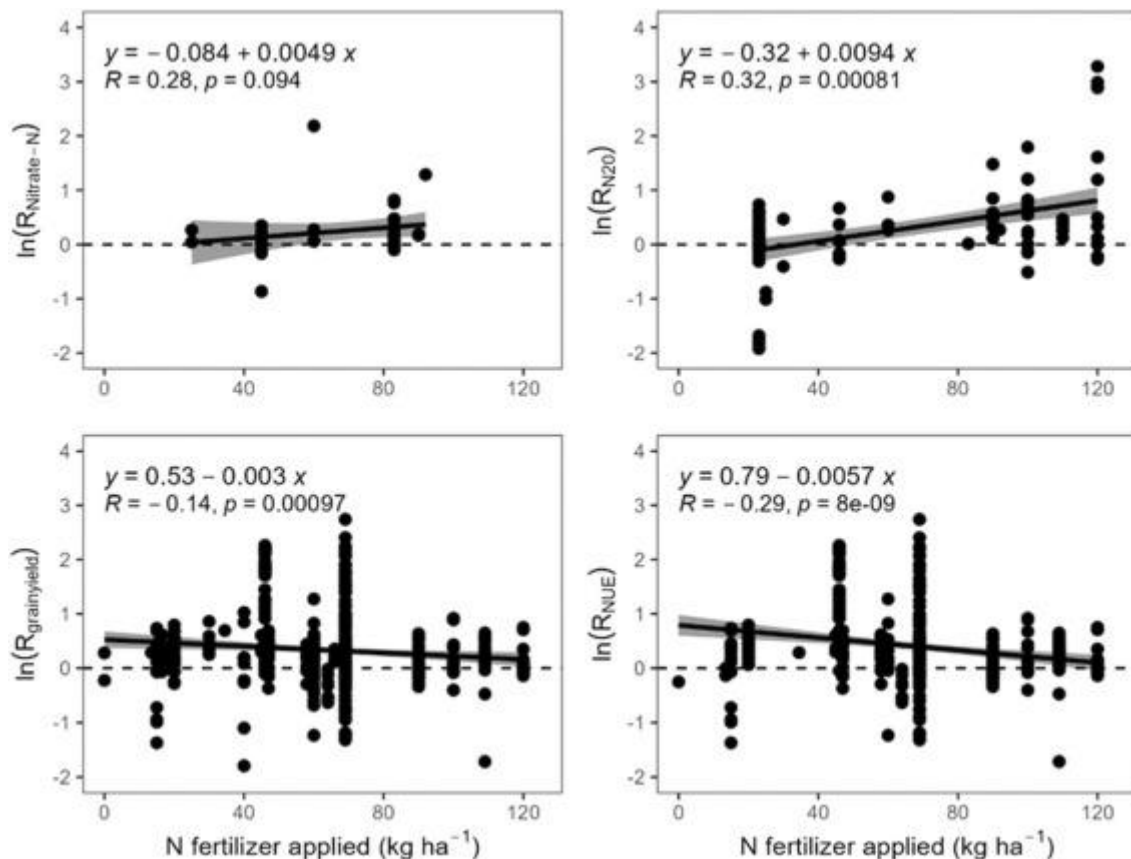 4
3
2
1
0
-1
-2
ln(R_Nitrate-N)
y = − 0.084 + 0.0049 x
R = 0.28, p = 0.094
0 40 80 120
4
3
2
1
0
-1
-2
ln(R_N20)
y = − 0.32 + 0.0094 x
R = 0.32, p = 0.00081
0 40 80 120
4
3
2
1
0
-1
-2
ln(R_grainyield)
y = 0.53 − 0.003 x
R = − 0.14, p = 0.00097
0 40 80 120
N fertilizer applied (kg ha⁻¹)
4
3
2
1
0
-1
-2
ln(R_NUE)
y = 0.79 − 0.0057 x
R = − 0.29, p = 8e-09
0 40 80 120
N fertilizer applied (kg ha⁻¹)